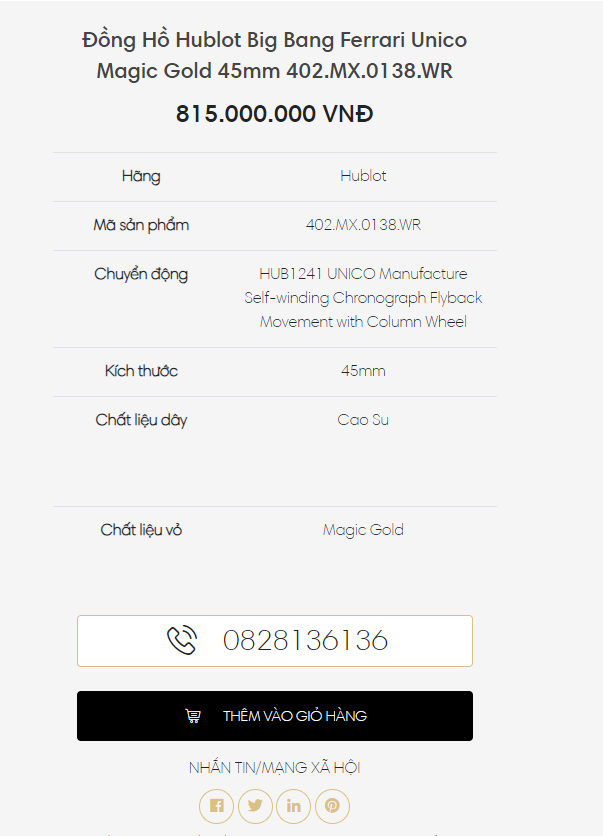 Đồng Hồ Hublot Big Bang Ferrari Unico
Magic Gold 45mm 402.MX.0138.WR
815.000.000 VNĐ
Hãng Hublot
Mã sản phẩm 402.MX.0138.WR
Chuyển động HUB1241 UNICO Manufacture
Self-winding Chronograph Flyback
Movement with Column Wheel
Kích thước 45mm
Chất liệu dây Cao Su
Chất liệu vỏ Magic Gold
0828136136
THÊM VÀO GIỎ HÀNG
NHẮN TIN/MẠNG XÃ HỘI